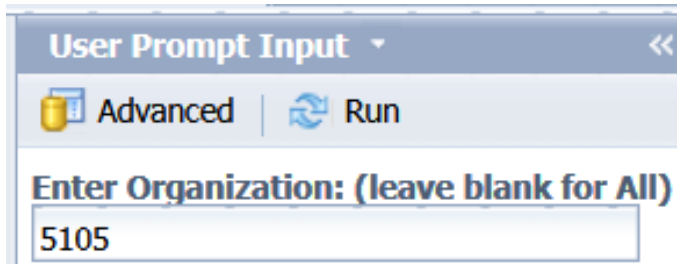 User Prompt Input «
Advanced Run
Enter Organization: (leave blank for All)
5105